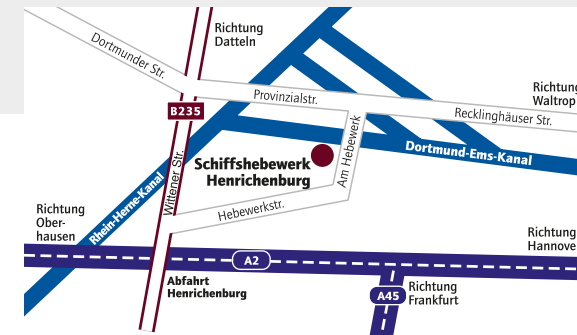 Richtung
Datteln
Dortmunder Str.
Richtung
Waltrop
Provinzialstr.
Recklinghäuser Str.
B235
Dortmund-Ems-Kanal
Schiffshebewerk
Henrichenburg
Am Hebewerk
Wittener Str.
Rhein-Herne-Kanal
Hebewerkstr.
Richtung
Ober-
hausen
Richtung
Hannove
A2
Abfahrt
Henrichenburg
A45
Richtung
Frankfurt